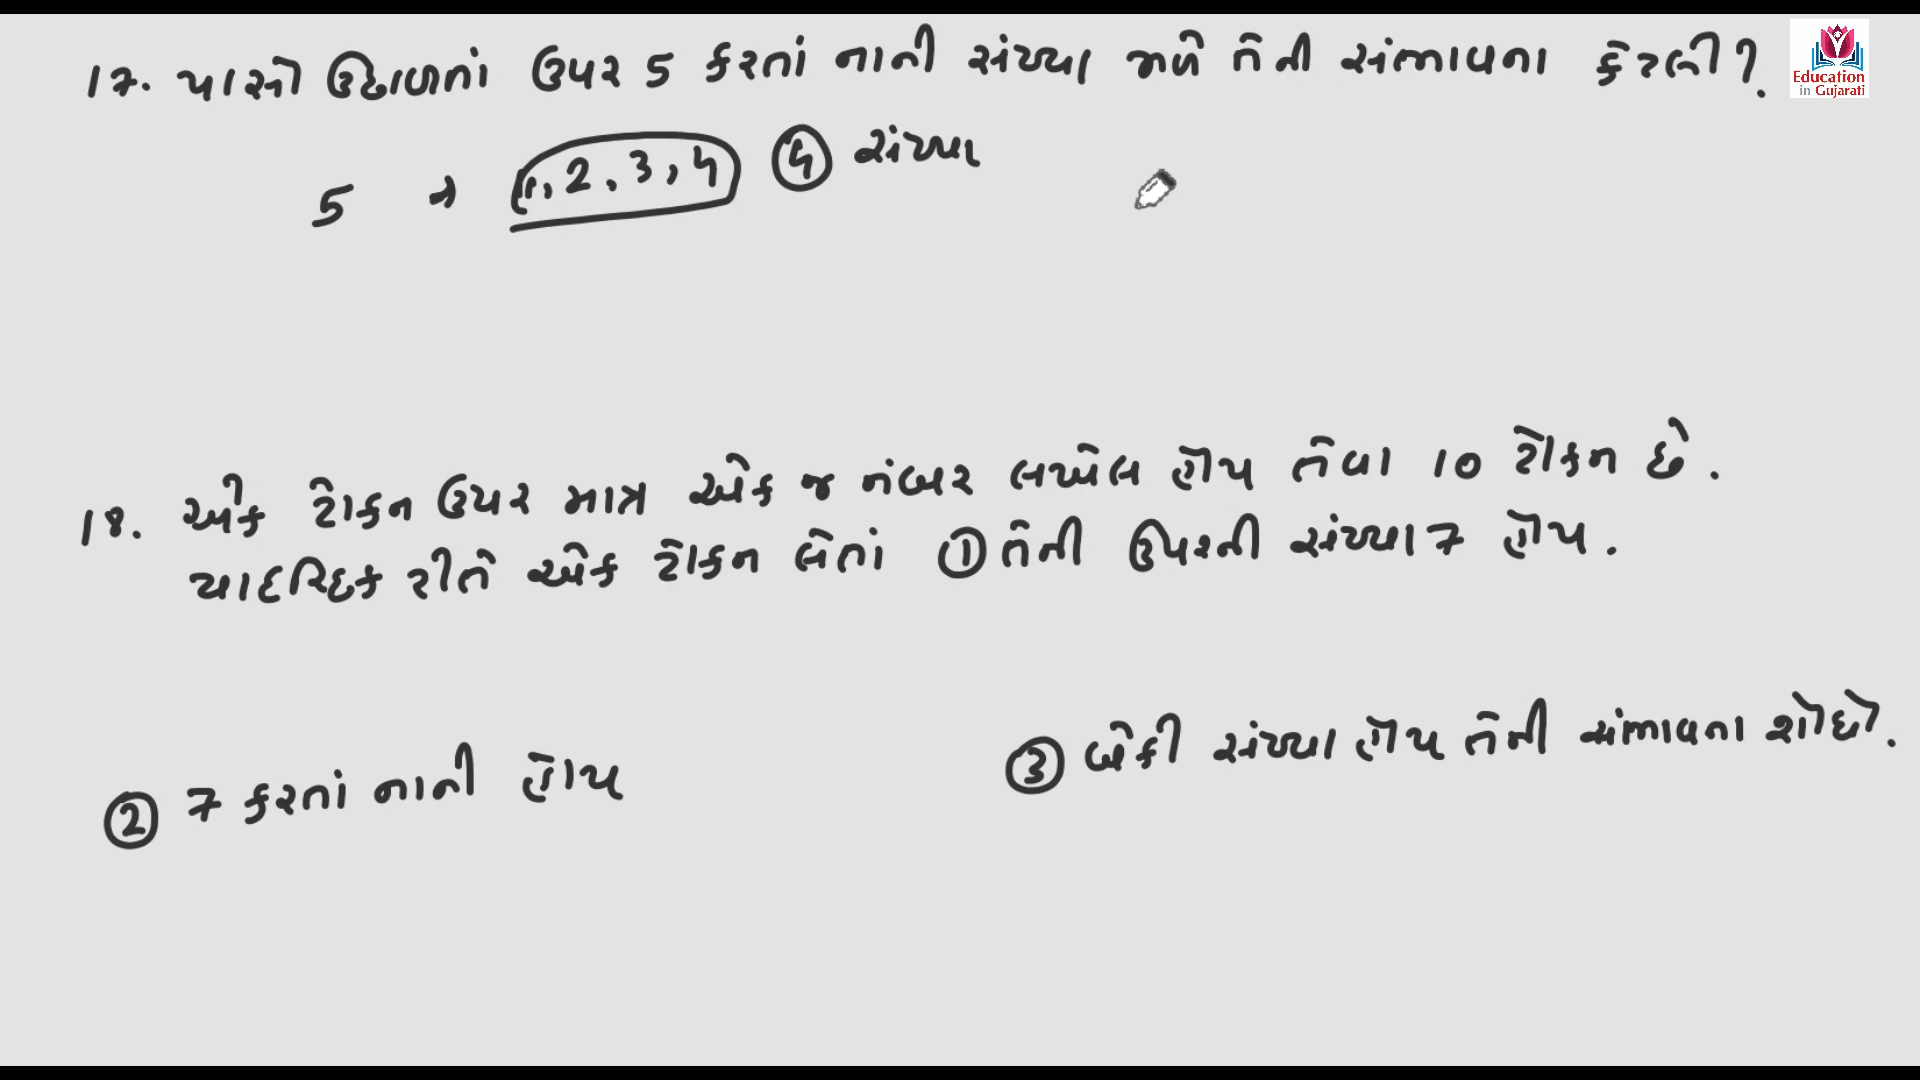 17. પાસો ઉછાળતાં ઉપર 5 કરતાં નાની સંખ્યા મળે તેની સંભાવના કેટલી?
Education
in Gujarati
5 → 1, 2, 3, 4 ④ સંખ્યા
18. એક ટોકન ઉપર માત્ર એક જ નંબર લખેલ હોય તેવા 10 ટોકન છે.
યાદચ્છિક રીતે એક ટોકન લેતાં ① તેની ઉપરની સંખ્યા 7 હોય.
② 7 કરતાં નાની હોય
③ બેકી સંખ્યા હોય તેની સંભાવના શોધો.